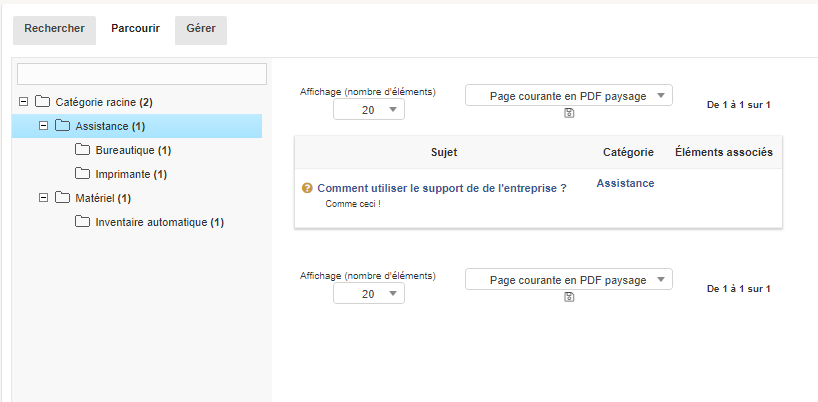 Rechercher
Parcourir
Gérer
Catégorie racine (2)
Assistance (1)
Bureautique (1)
Imprimante (1)
Matériel (1)
Inventaire automatique (1)
Affichage (nombre d'éléments)
20
Page courante en PDF paysage
De 1 à 1 sur 1
Sujet
Catégorie
Éléments associés
Comment utiliser le support de de l'entreprise ?
Assistance
Comme ceci !
Affichage (nombre d'éléments)
20
Page courante en PDF paysage
De 1 à 1 sur 1